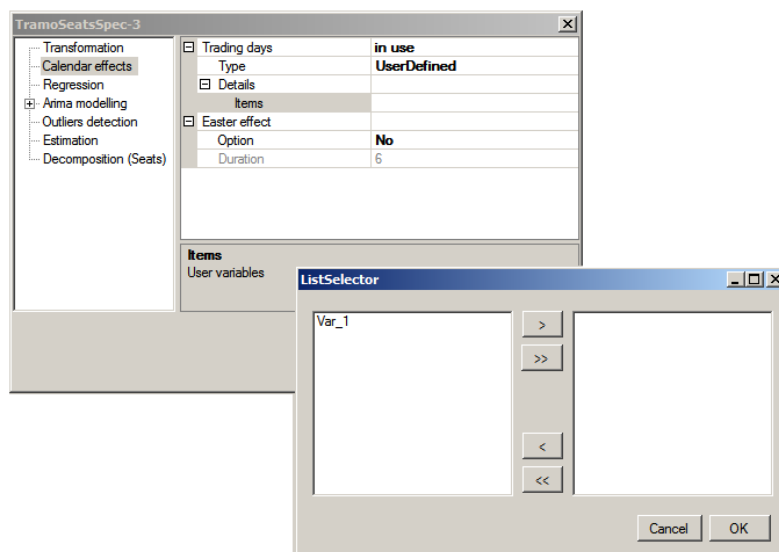 TramoSeatsSpec-3
Transformation
Calendar effects
Regression
Arima modelling
Outliers detection
Estimation
Decomposition (Seats)
Trading days in use
Type UserDefined
Details
Items
Easter effect
Option No
Duration 6
Items
User variables
ListSelector
Var_1
>
>>
<
<<
Cancel OK